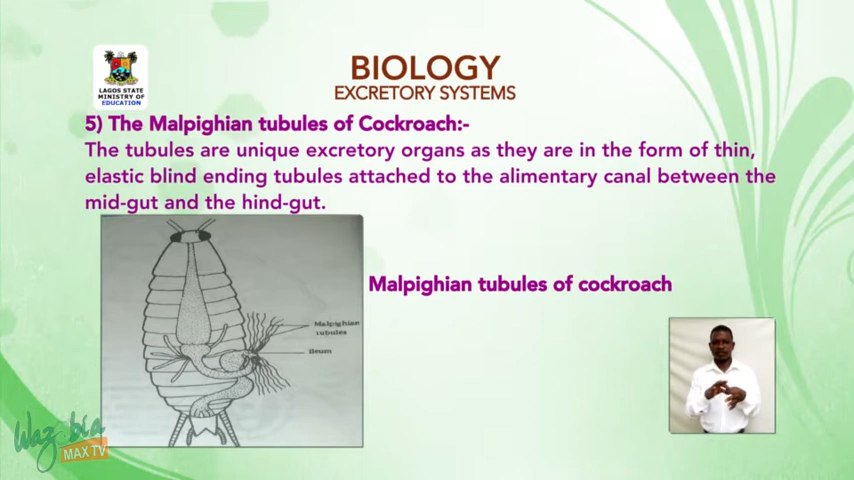 BIOLOGY
EXCRETORY SYSTEMS
LAGOS STATE
MINISTRY OF
EDUCATION
5) The Malpighian tubules of Cockroach:-
The tubules are unique excretory organs as they are in the form of thin,
elastic blind ending tubules attached to the alimentary canal between the
mid-gut and the hind-gut.
Malpighian
tubules
Ileum
Malpighian tubules of cockroach
Wazobia
MAX TV